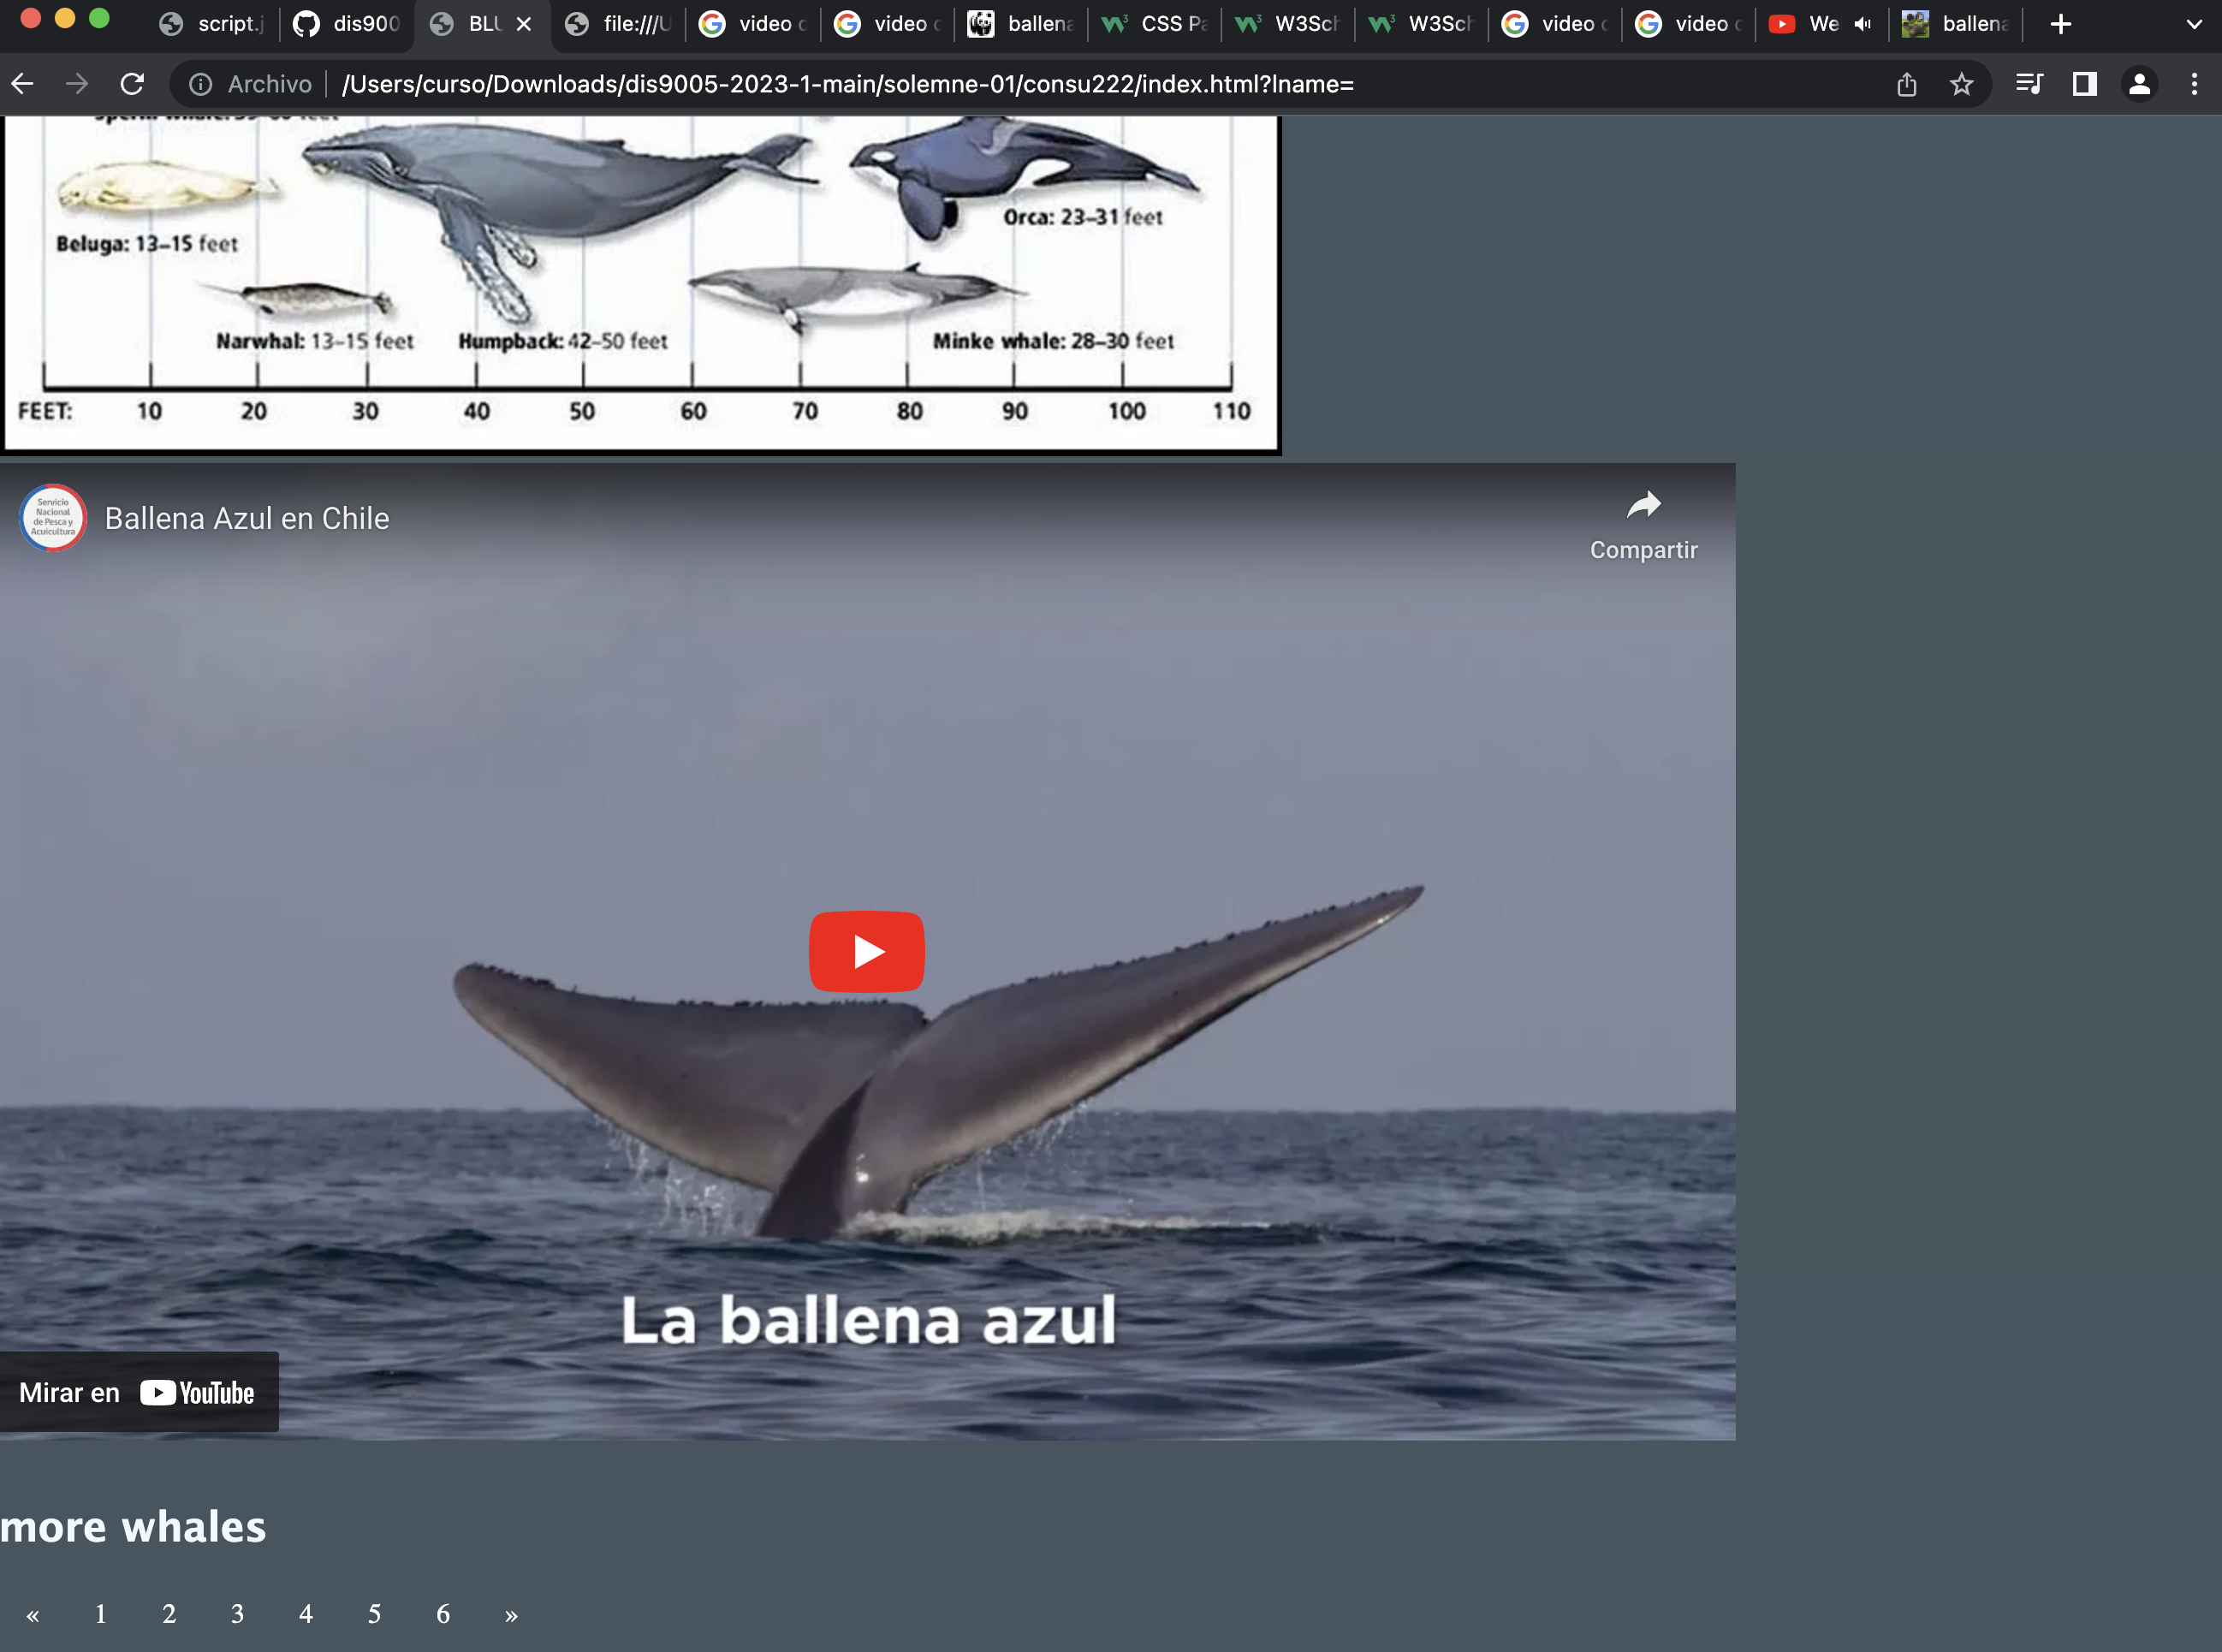 script.j dis900 BLU file:///U video video ballena CSS Pa W3Sch W3Sch video video We ballena
Archivo /Users/curso/Downloads/dis9005-2023-1-main/solemne-01/consu222/index.html?lname=
Orca: 23–31 feet
Beluga: 13–15 feet
Narwhal: 13–15 feet Humpback: 42–50 feet Minke whale: 28–30 feet
FEET: 10 20 30 40 50 60 70 80 90 100 110
Servicio
Nacional
de Pesca y
Acuicultura
Ballena Azul en Chile
Compartir
La ballena azul
Mirar en YouTube
more whales
« 1 2 3 4 5 6 »